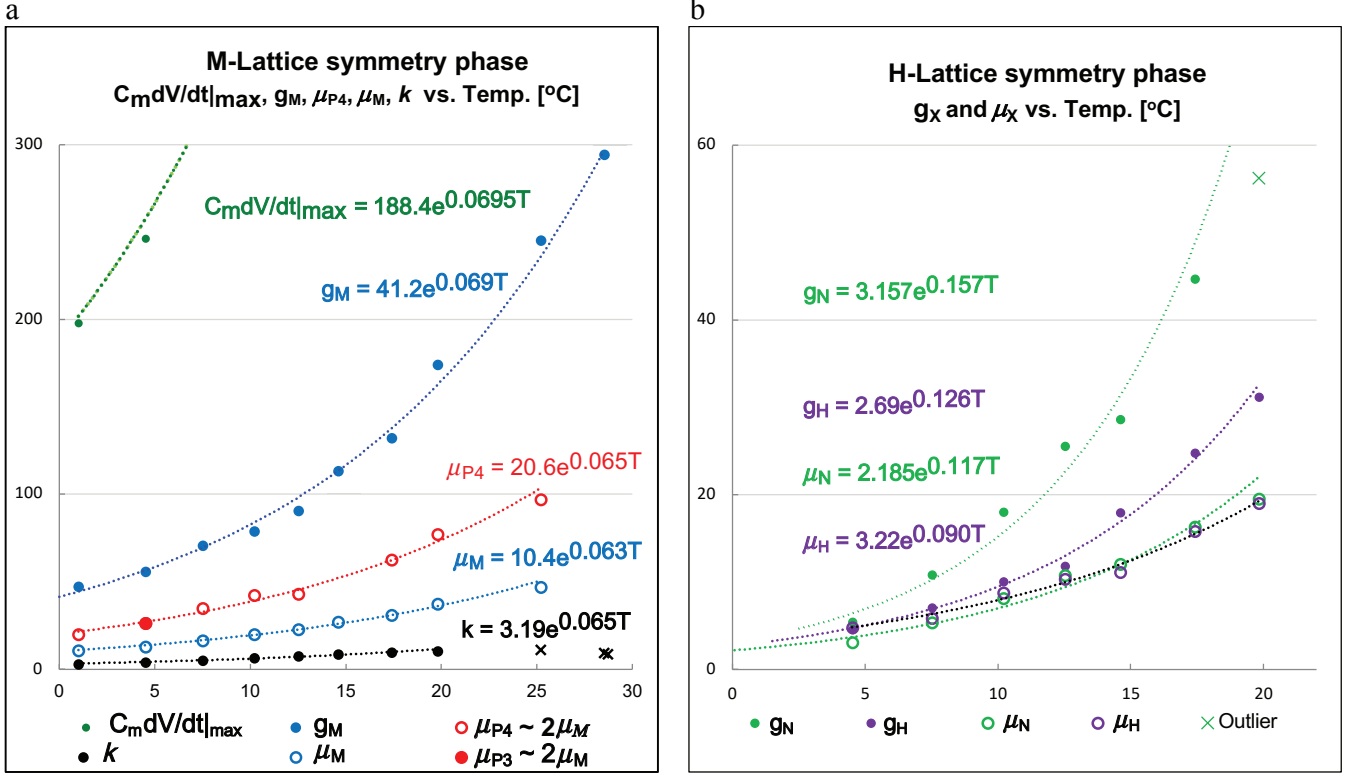 a
M-Lattice symmetry phase
CmdV/dt|max, gM, μP4, μM, k vs. Temp. [ºC]
300
200
100
0
CmdV/dt|max = 188.4e0.0695T
gM = 41.2e0.069T
μP4 = 20.6e0.065T
μM = 10.4e0.063T
k = 3.19e0.065T
0 5 10 15 20 25 30
CmdV/dt|max gM μP4 ~ 2μM
k μM μP3 ~ 2μM
b
H-Lattice symmetry phase
gX and μX vs. Temp. [ºC]
60
40
20
0
gN = 3.157e0.157T
gH = 2.69e0.126T
μN = 2.185e0.117T
μH = 3.22e0.090T
0 5 10 15 20
gN gH μN μH Outlier